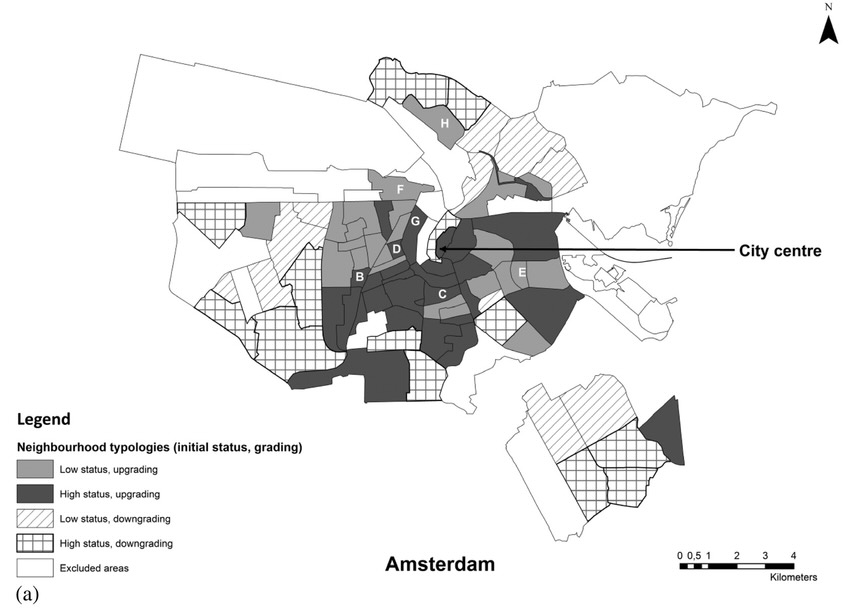 N
H
F
G
D
City centre
B
E
C
Legend
Neighbourhood typologies (initial status, grading)
Low status, upgrading
High status, upgrading
Low status, downgrading
High status, downgrading
Excluded areas
Amsterdam
0 0,5 1 2 3 4
Kilometers
(a)